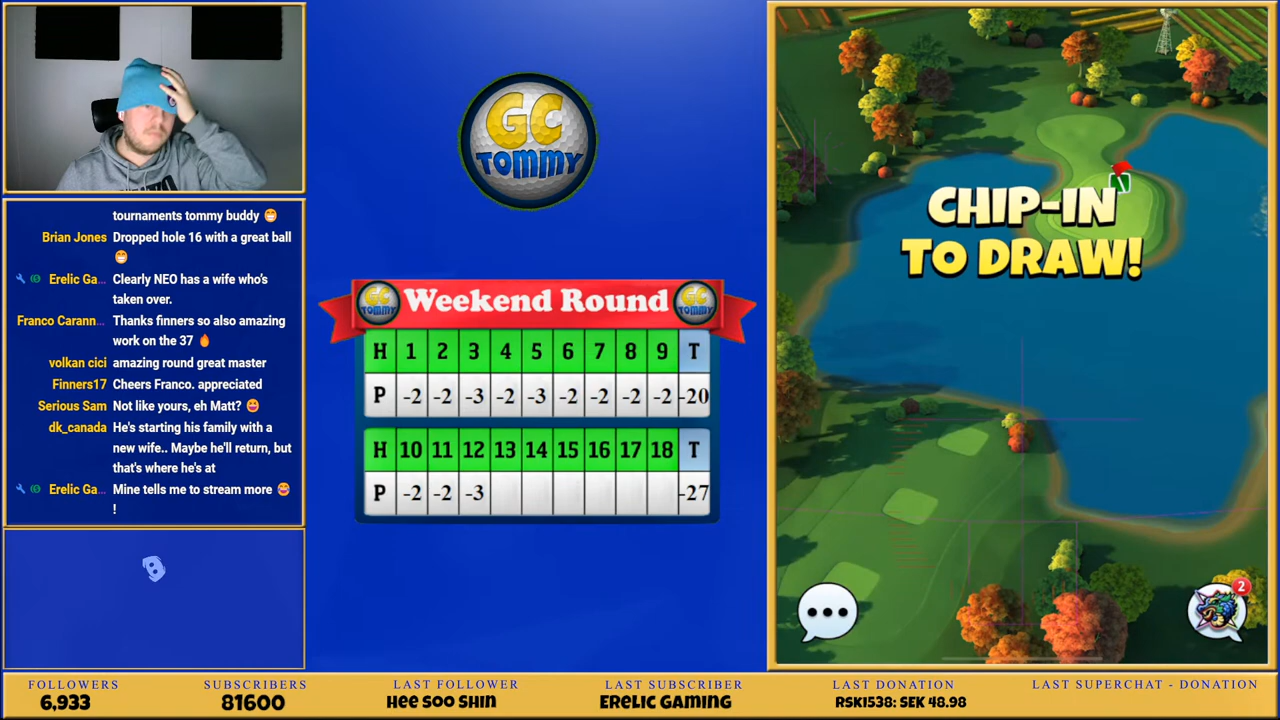 tournaments tommy buddy 😁
Brian Jones Dropped hole 16 with a great ball 😁
Erelic Ga... Clearly NEO has a wife who's
taken over.
Franco Carann... Thanks finners so also amazing
work on the 37 🔥
volkan cici amazing round great master
Finners17 Cheers Franco. appreciated
Serious Sam Not like yours, eh Matt? 😛
dk_canada He's starting his family with a
new wife.. Maybe he'll return, but
that's where he's at
Erelic Ga... Mine tells me to stream more 😆
!
GC
TOMMY
GC TOMMY Weekend Round GC TOMMY
H 1 2 3 4 5 6 7 8 9 T
P -2 -2 -3 -2 -3 -2 -2 -2 -2 -20
H 10 11 12 13 14 15 16 17 18 T
P -2 -2 -3 -27
CHIP-IN
TO DRAW!
2
FOLLOWERS
6,933
SUBSCRIBERS
81600
LAST FOLLOWER
Hee Soo Shin
LAST SUBSCRIBER
Erelic Gaming
LAST DONATION
RSKI538: SEK 48.98
LAST SUPERCHAT - DONATION